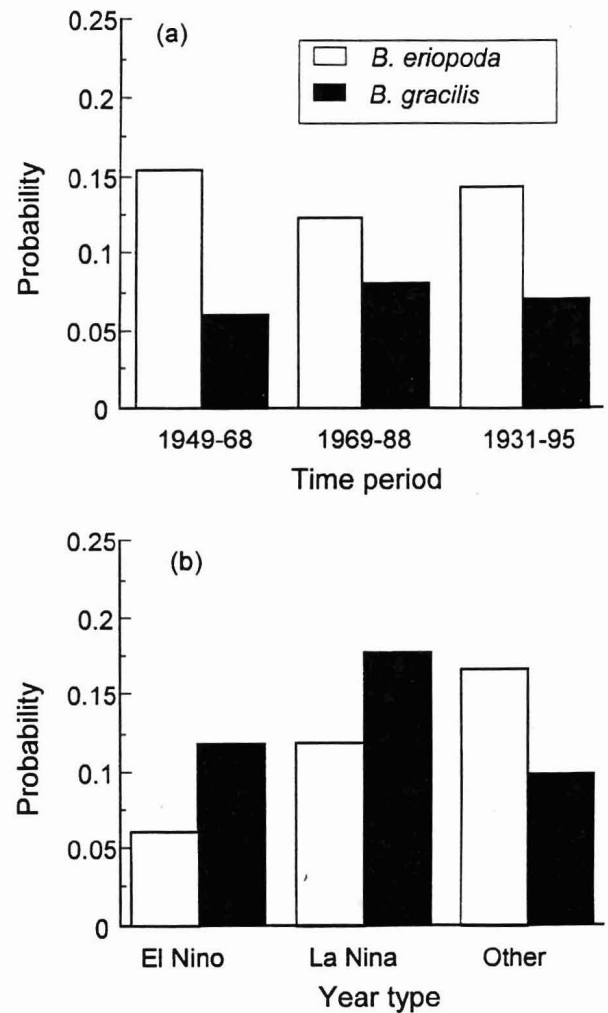 (a)
B. eriopoda
B. gracilis
Probability
0.25
0.2
0.15
0.1
0.05
0
1949-68 1969-88 1931-95
Time period
(b)
Probability
0.25
0.2
0.15
0.1
0.05
0
El Nino La Nina Other
Year type